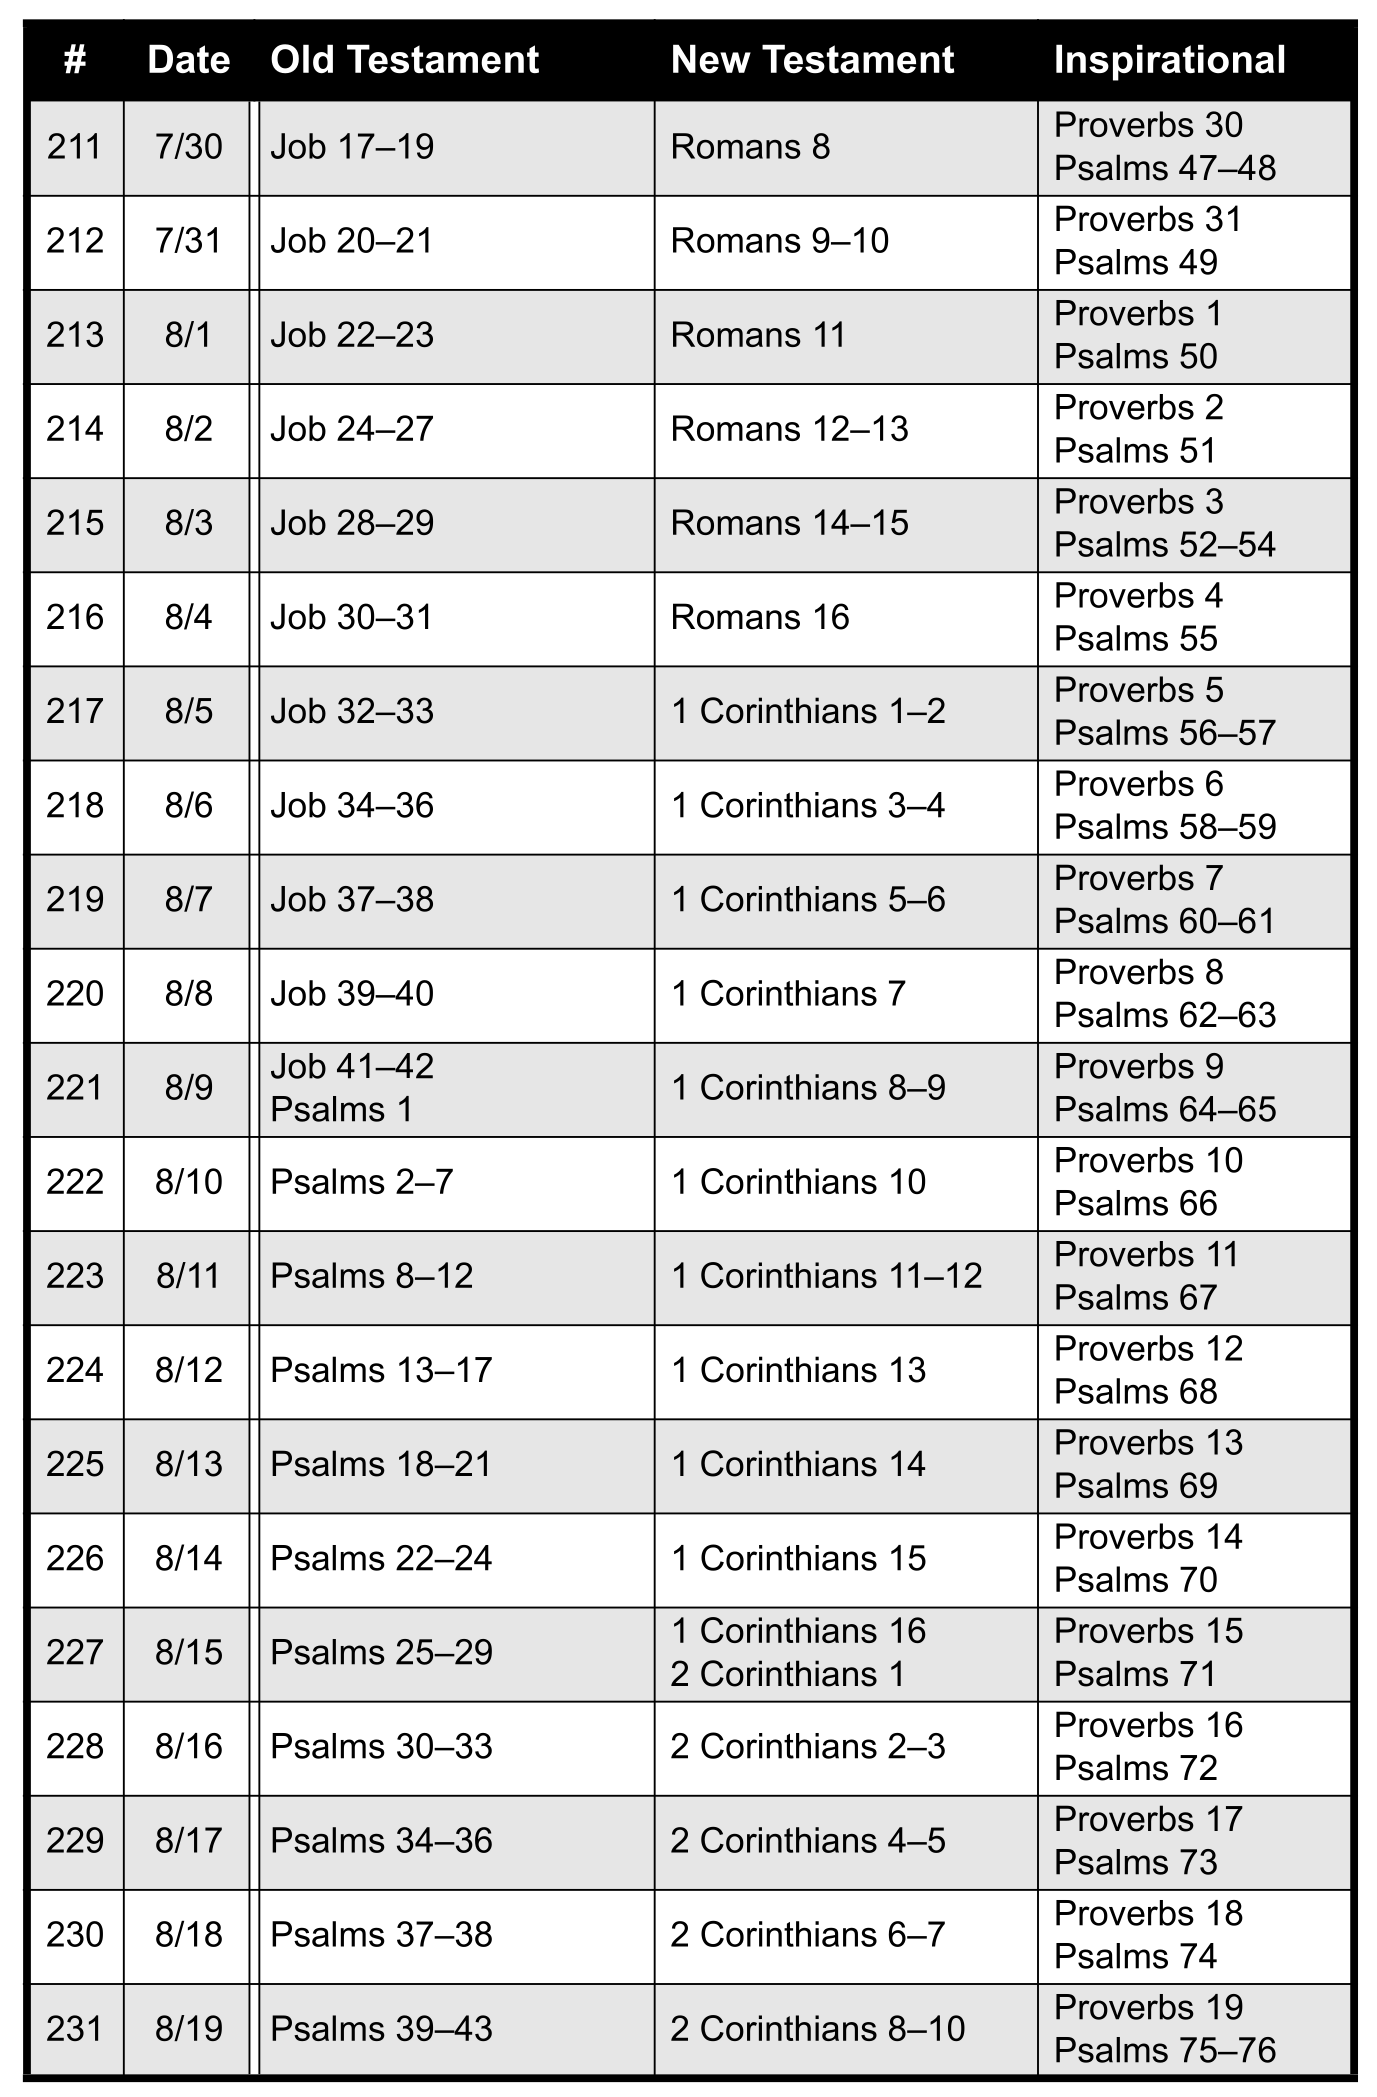 # Date Old Testament New Testament Inspirational
211 7/30 Job 17–19 Romans 8 Proverbs 30
Psalms 47–48
212 7/31 Job 20–21 Romans 9–10 Proverbs 31
Psalms 49
213 8/1 Job 22–23 Romans 11 Proverbs 1
Psalms 50
214 8/2 Job 24–27 Romans 12–13 Proverbs 2
Psalms 51
215 8/3 Job 28–29 Romans 14–15 Proverbs 3
Psalms 52–54
216 8/4 Job 30–31 Romans 16 Proverbs 4
Psalms 55
217 8/5 Job 32–33 1 Corinthians 1–2 Proverbs 5
Psalms 56–57
218 8/6 Job 34–36 1 Corinthians 3–4 Proverbs 6
Psalms 58–59
219 8/7 Job 37–38 1 Corinthians 5–6 Proverbs 7
Psalms 60–61
220 8/8 Job 39–40 1 Corinthians 7 Proverbs 8
Psalms 62–63
221 8/9 Job 41–42 1 Corinthians 8–9 Proverbs 9
Psalms 1 Psalms 64–65
222 8/10 Psalms 2–7 1 Corinthians 10 Proverbs 10
Psalms 66
223 8/11 Psalms 8–12 1 Corinthians 11–12 Proverbs 11
Psalms 67
224 8/12 Psalms 13–17 1 Corinthians 13 Proverbs 12
Psalms 68
225 8/13 Psalms 18–21 1 Corinthians 14 Proverbs 13
Psalms 69
226 8/14 Psalms 22–24 1 Corinthians 15 Proverbs 14
Psalms 70
227 8/15 Psalms 25–29 1 Corinthians 16 Proverbs 15
2 Corinthians 1 Psalms 71
228 8/16 Psalms 30–33 2 Corinthians 2–3 Proverbs 16
Psalms 72
229 8/17 Psalms 34–36 2 Corinthians 4–5 Proverbs 17
Psalms 73
230 8/18 Psalms 37–38 2 Corinthians 6–7 Proverbs 18
Psalms 74
231 8/19 Psalms 39–43 2 Corinthians 8–10 Proverbs 19
Psalms 75–76